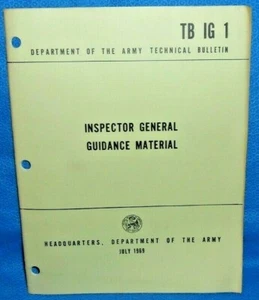 TB IG 1
DEPARTMENT OF THE ARMY TECHNICAL BULLETIN
INSPECTOR GENERAL
GUIDANCE MATERIAL
HEADQUARTERS, DEPARTMENT OF THE ARMY
JULY 1969